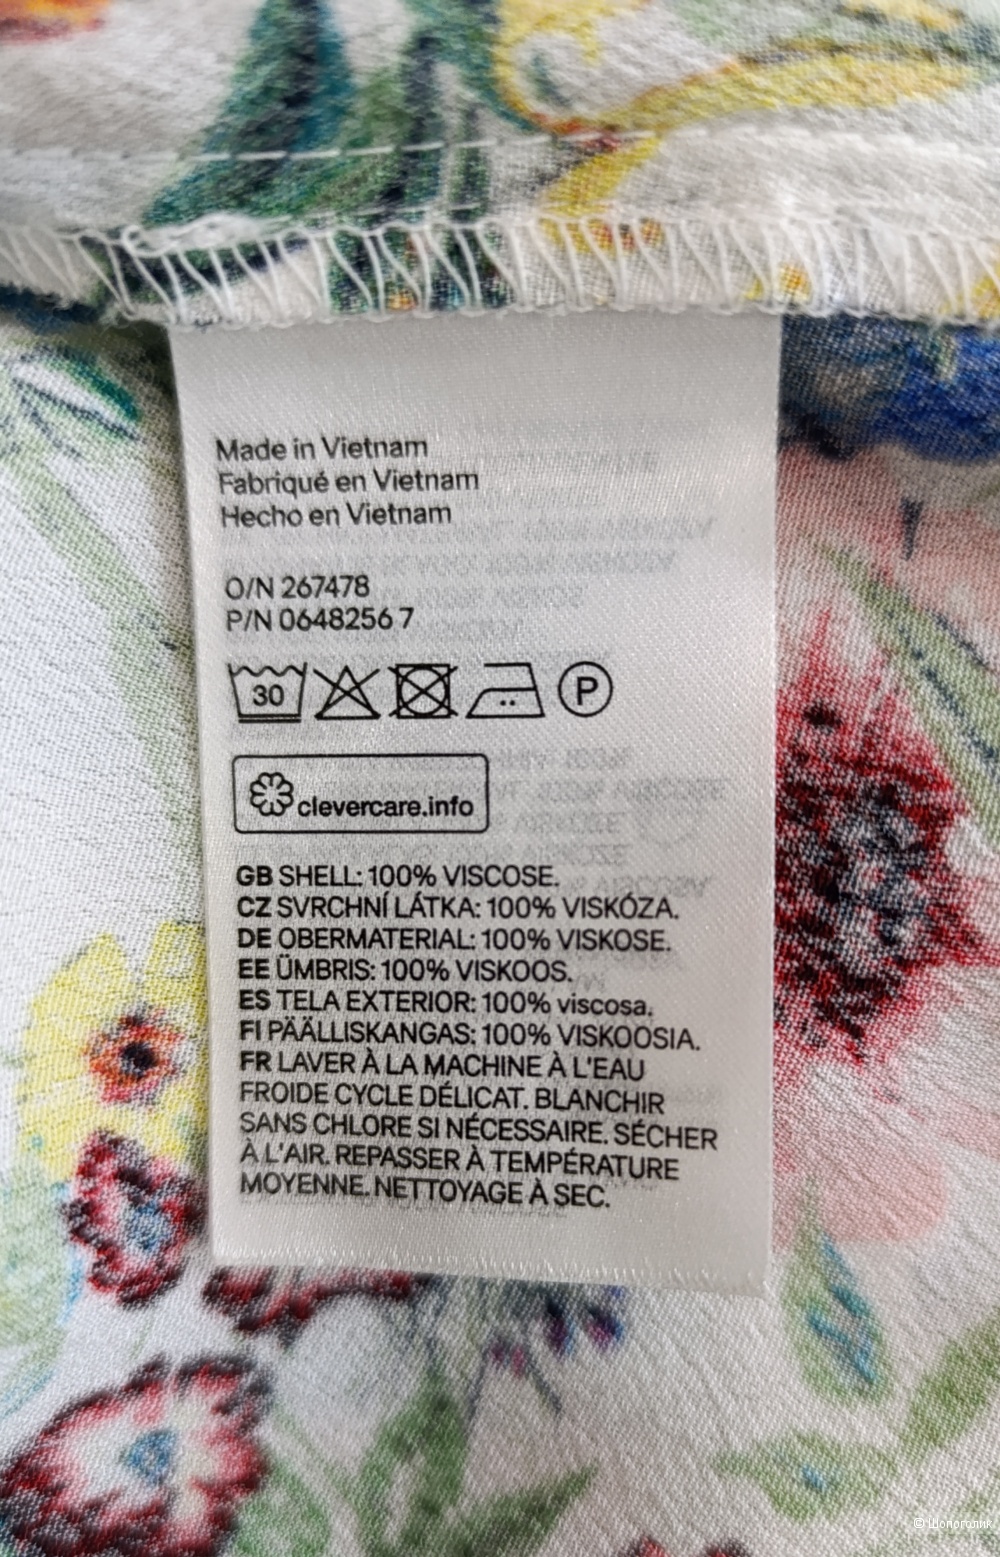 Made in Vietnam
Fabriqué en Vietnam
Hecho en Vietnam
O/N 267478
P/N 0648256 7
30
P
clevercare.info
GB SHELL: 100% VISCOSE.
CZ SVRCHNÍ LÁTKA: 100% VISKÓZA.
DE OBERMATERIAL: 100% VISKOSE.
EE ÜMBRIS: 100% VISKOOS.
ES TELA EXTERIOR: 100% viscosa.
FI PÄÄLLISKANGAS: 100% VISKOOSIA.
FR LAVER À LA MACHINE À L'EAU
FROIDE CYCLE DÉLICAT. BLANCHIR
SANS CHLORE SI NÉCESSAIRE. SÉCHER
À L'AIR. REPASSER À TEMPÉRATURE
MOYENNE. NETTOYAGE À SEC.
© Шопоголик